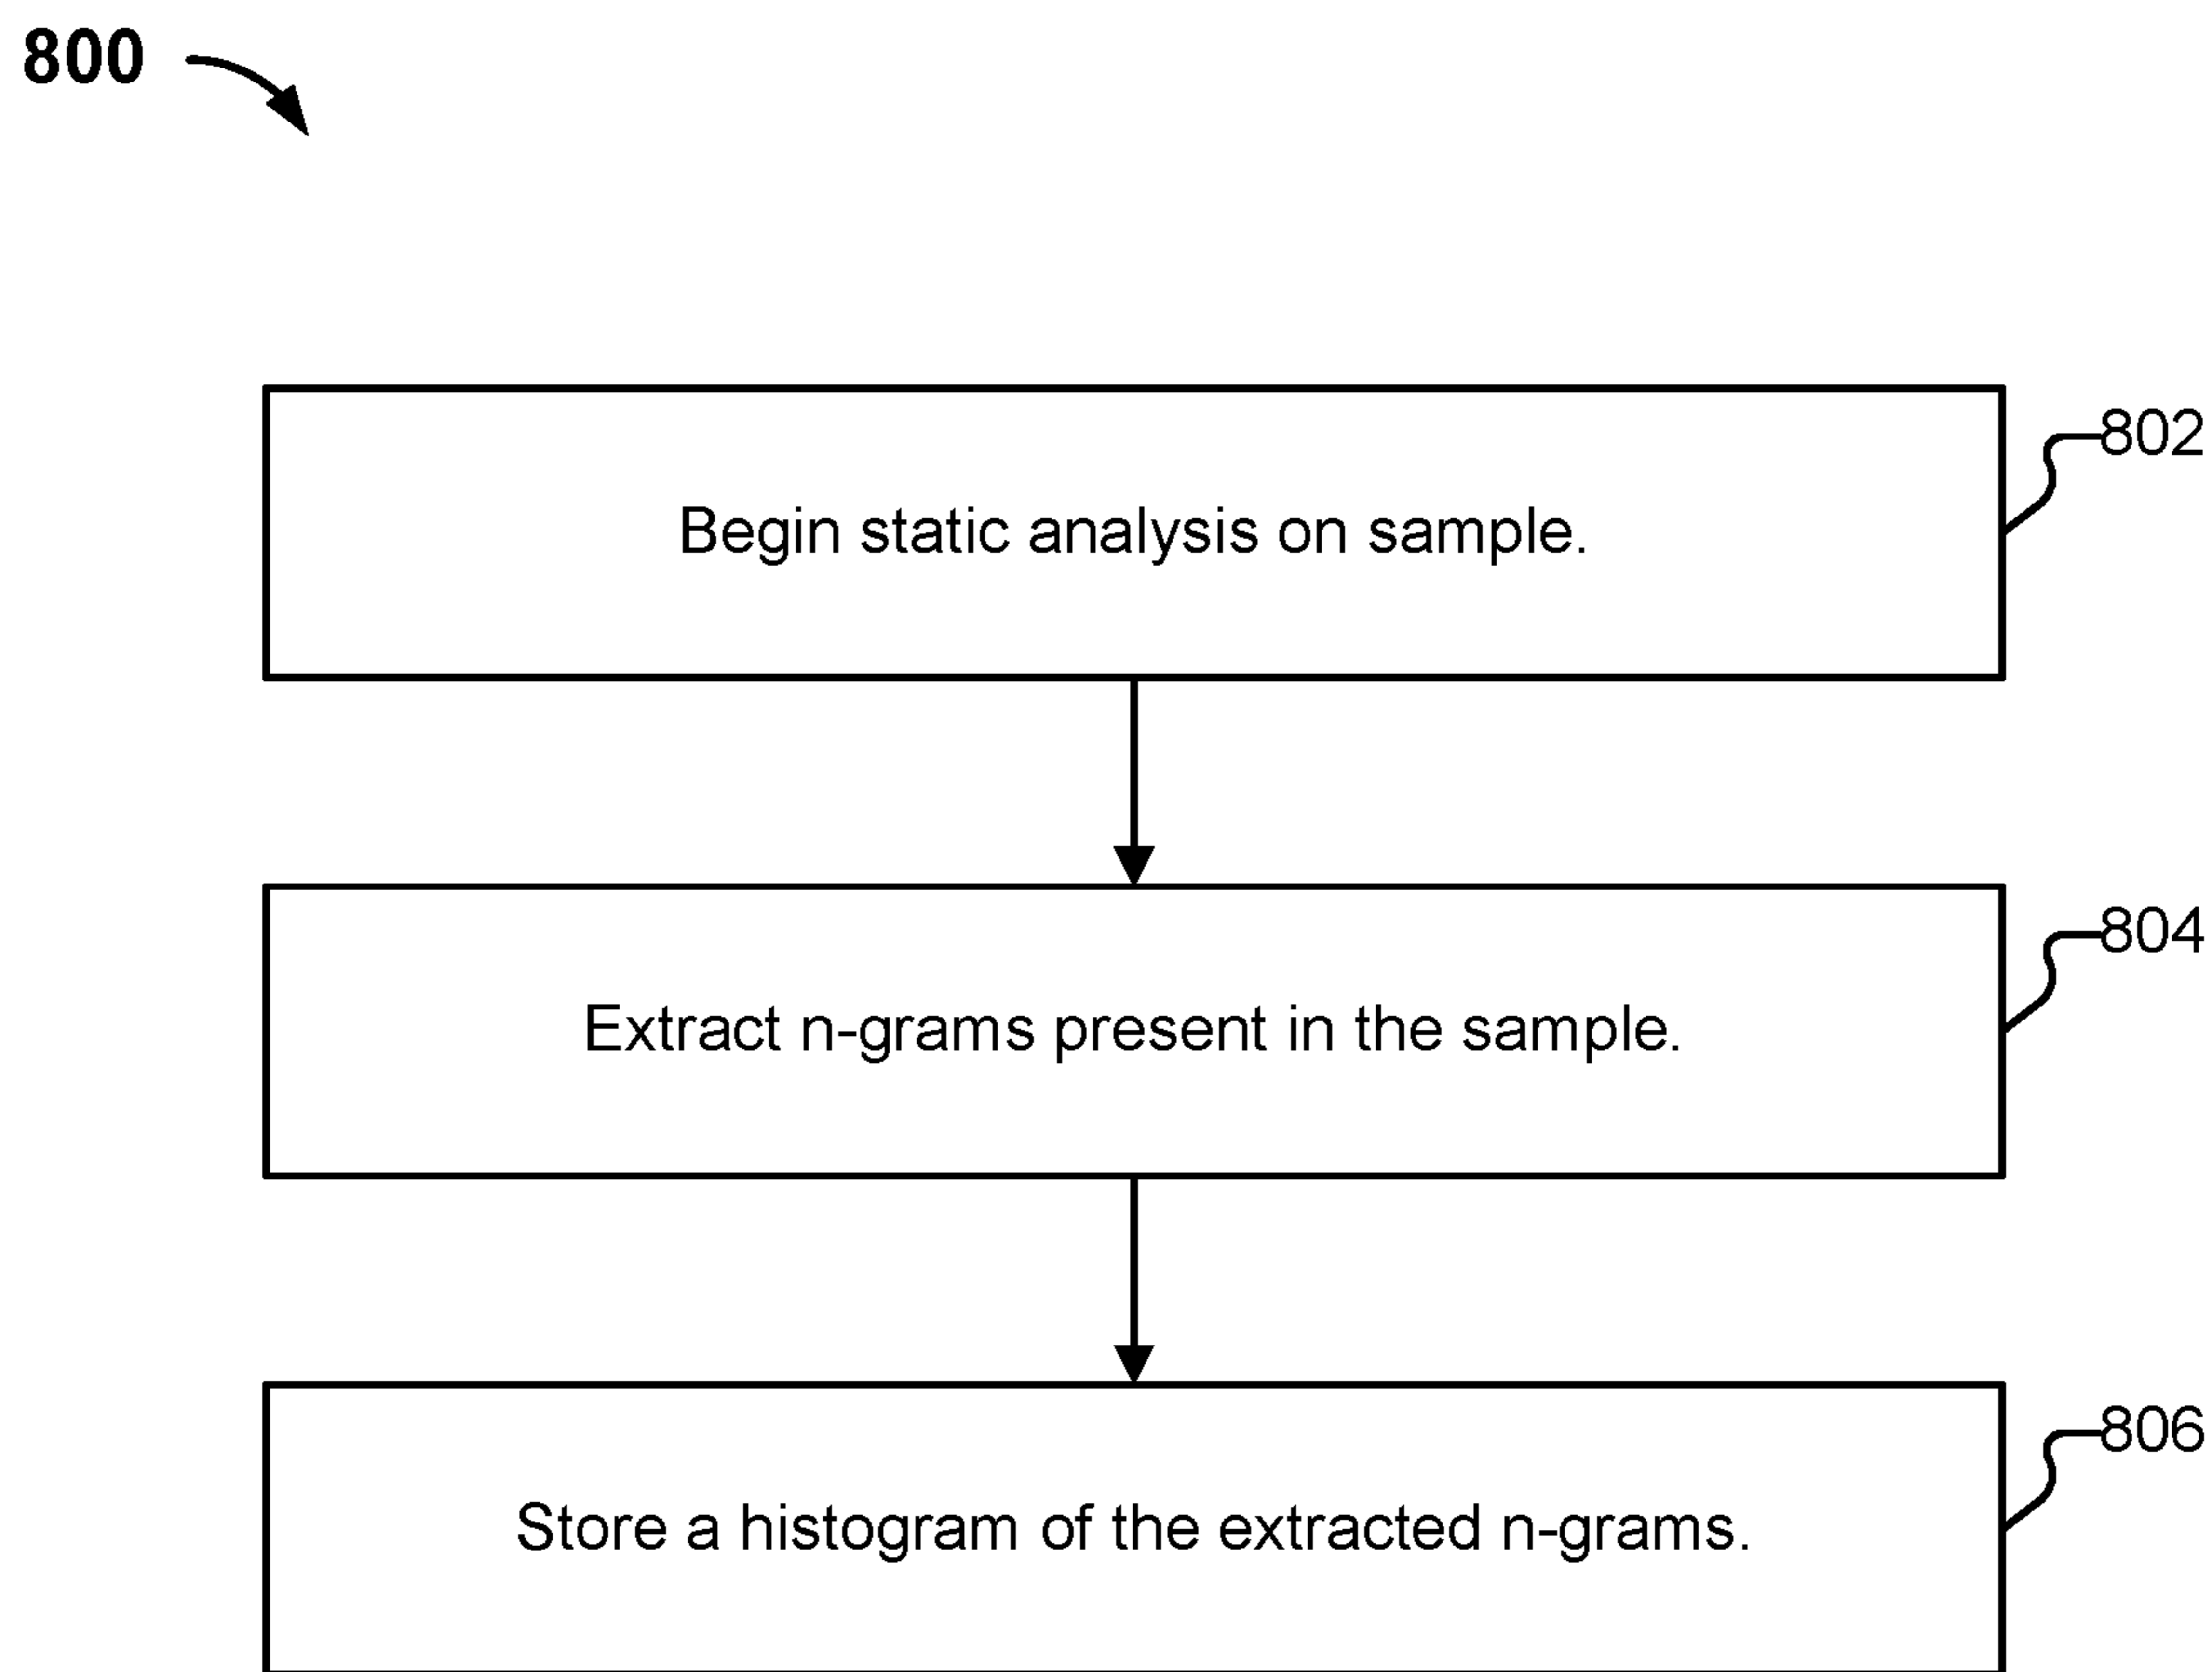 800
802
Begin static analysis on sample.
804
Extract n-grams present in the sample.
806
Store a histogram of the extracted n-grams.